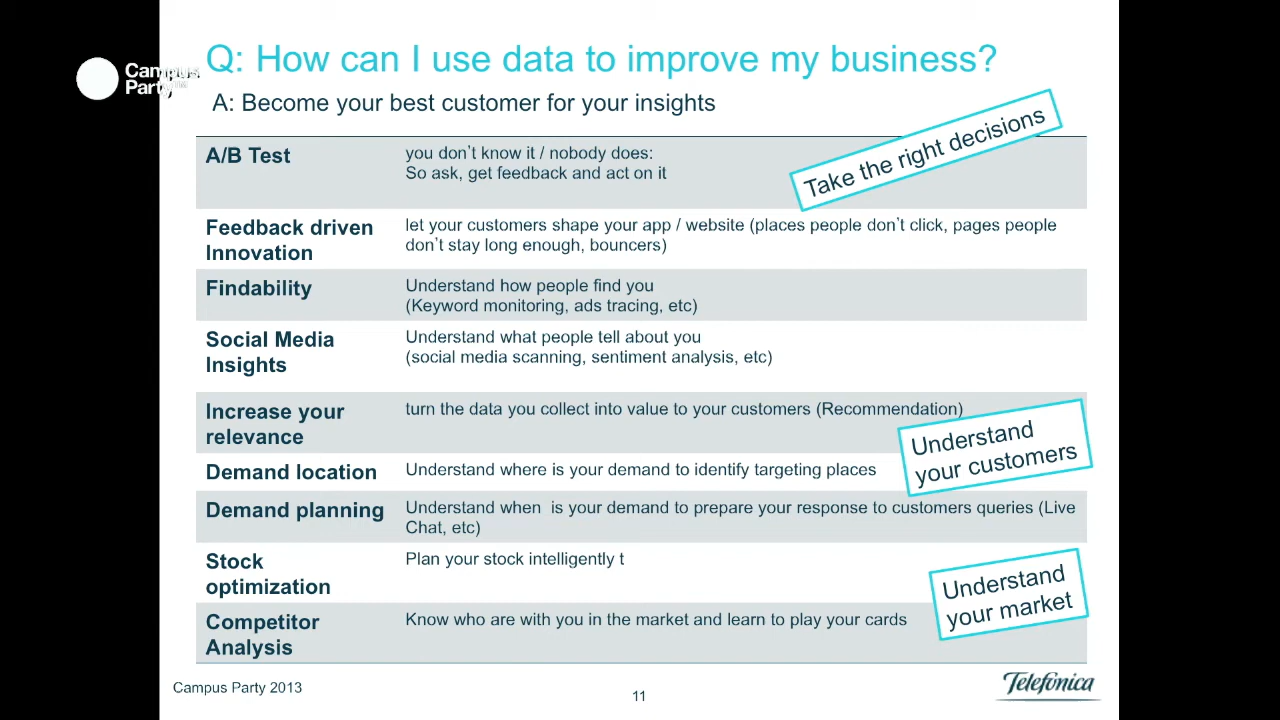 Campus
Party™
Q: How can I use data to improve my business?
A: Become your best customer for your insights
Take the right decisions
A/B Test
you don't know it / nobody does:
So ask, get feedback and act on it
Feedback driven
Innovation
let your customers shape your app / website (places people don't click, pages people
don't stay long enough, bouncers)
Findability
Understand how people find you
(Keyword monitoring, ads tracing, etc)
Social Media
Insights
Understand what people tell about you
(social media scanning, sentiment analysis, etc)
Increase your
relevance
turn the data you collect into value to your customers (Recommendation)
Understand
your customers
Demand location
Understand where is your demand to identify targeting places
Demand planning
Understand when  is your demand to prepare your response to customers queries (Live
Chat, etc)
Stock
optimization
Plan your stock intelligently t
Understand
your market
Competitor
Analysis
Know who are with you in the market and learn to play your cards
Campus Party 2013
11
Telefónica